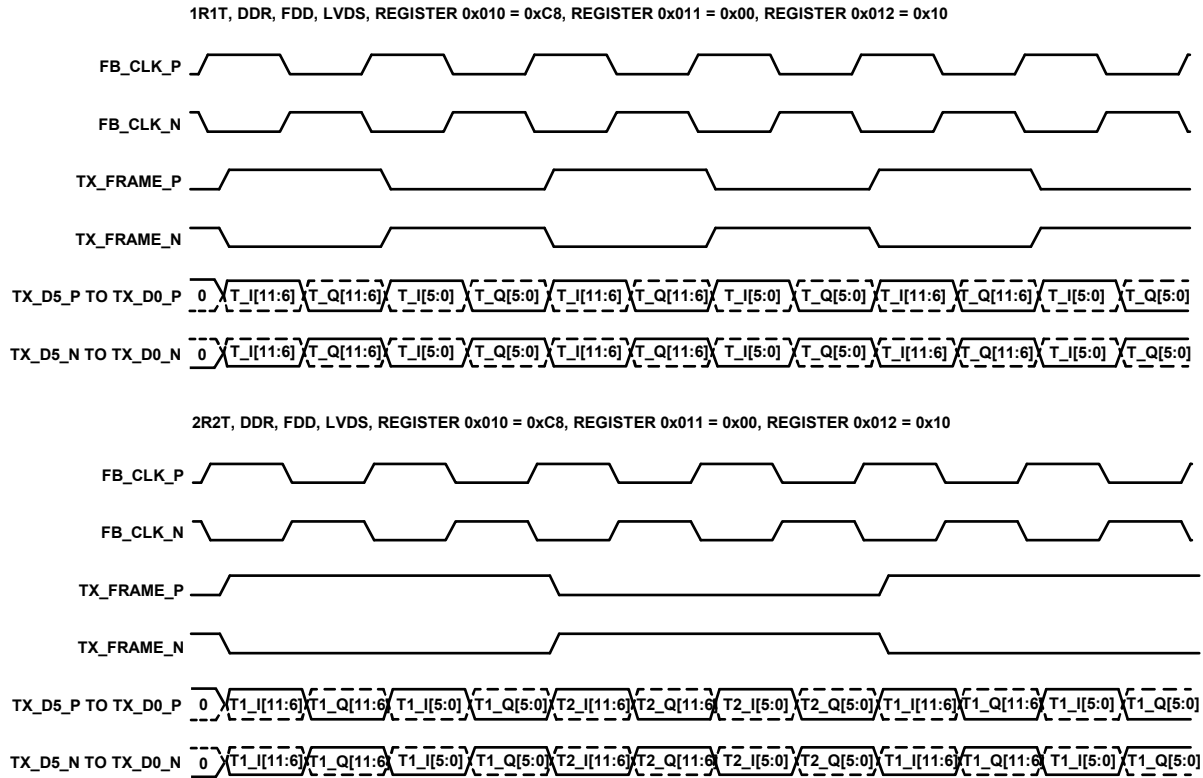 1R1T, DDR, FDD, LVDS, REGISTER 0x010 = 0xC8, REGISTER 0x011 = 0x00, REGISTER 0x012 = 0x10
FB_CLK_P
FB_CLK_N
TX_FRAME_P
TX_FRAME_N
TX_D5_P TO TX_D0_P 0 T_I[11:6] T_Q[11:6] T_I[5:0] T_Q[5:0] T_I[11:6] T_Q[11:6] T_I[5:0] T_Q[5:0] T_I[11:6] T_Q[11:6] T_I[5:0] T_Q[5:0]
TX_D5_N TO TX_D0_N 0 T_I[11:6] T_Q[11:6] T_I[5:0] T_Q[5:0] T_I[11:6] T_Q[11:6] T_I[5:0] T_Q[5:0] T_I[11:6] T_Q[11:6] T_I[5:0] T_Q[5:0]
2R2T, DDR, FDD, LVDS, REGISTER 0x010 = 0xC8, REGISTER 0x011 = 0x00, REGISTER 0x012 = 0x10
FB_CLK_P
FB_CLK_N
TX_FRAME_P
TX_FRAME_N
TX_D5_P TO TX_D0_P 0 T1_I[11:6] T1_Q[11:6 T1_I[5:0] T1_Q[5:0] T2_I[11:6] T2_Q[11:6 T2_I[5:0] T2_Q[5:0] T1_I[11:6] T1_Q[11:6 T1_I[5:0] T1_Q[5:0]
TX_D5_N TO TX_D0_N 0 T1_I[11:6] T1_Q[11:6 T1_I[5:0] T1_Q[5:0] T2_I[11:6] T2_Q[11:6 T2_I[5:0] T2_Q[5:0] T1_I[11:6] T1_Q[11:6 T1_I[5:0] T1_Q[5:0]